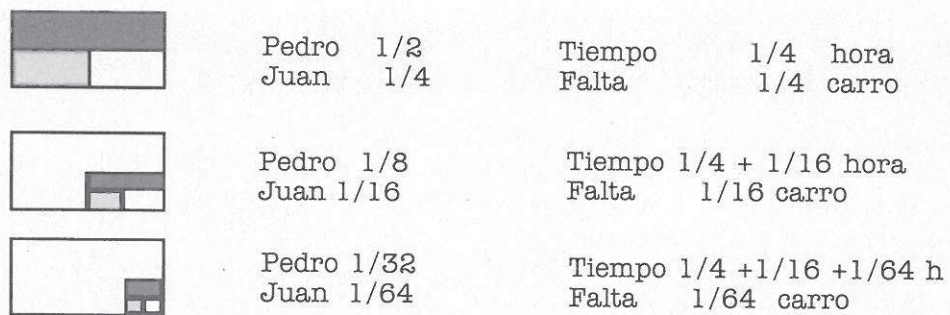 Pedro 1/2 Tiempo 1/4 hora
Juan 1/4 Falta 1/4 carro
Pedro 1/8 Tiempo 1/4 + 1/16 hora
Juan 1/16 Falta 1/16 carro
Pedro 1/32 Tiempo 1/4 +1/16 +1/64 h
Juan 1/64 Falta 1/64 carro